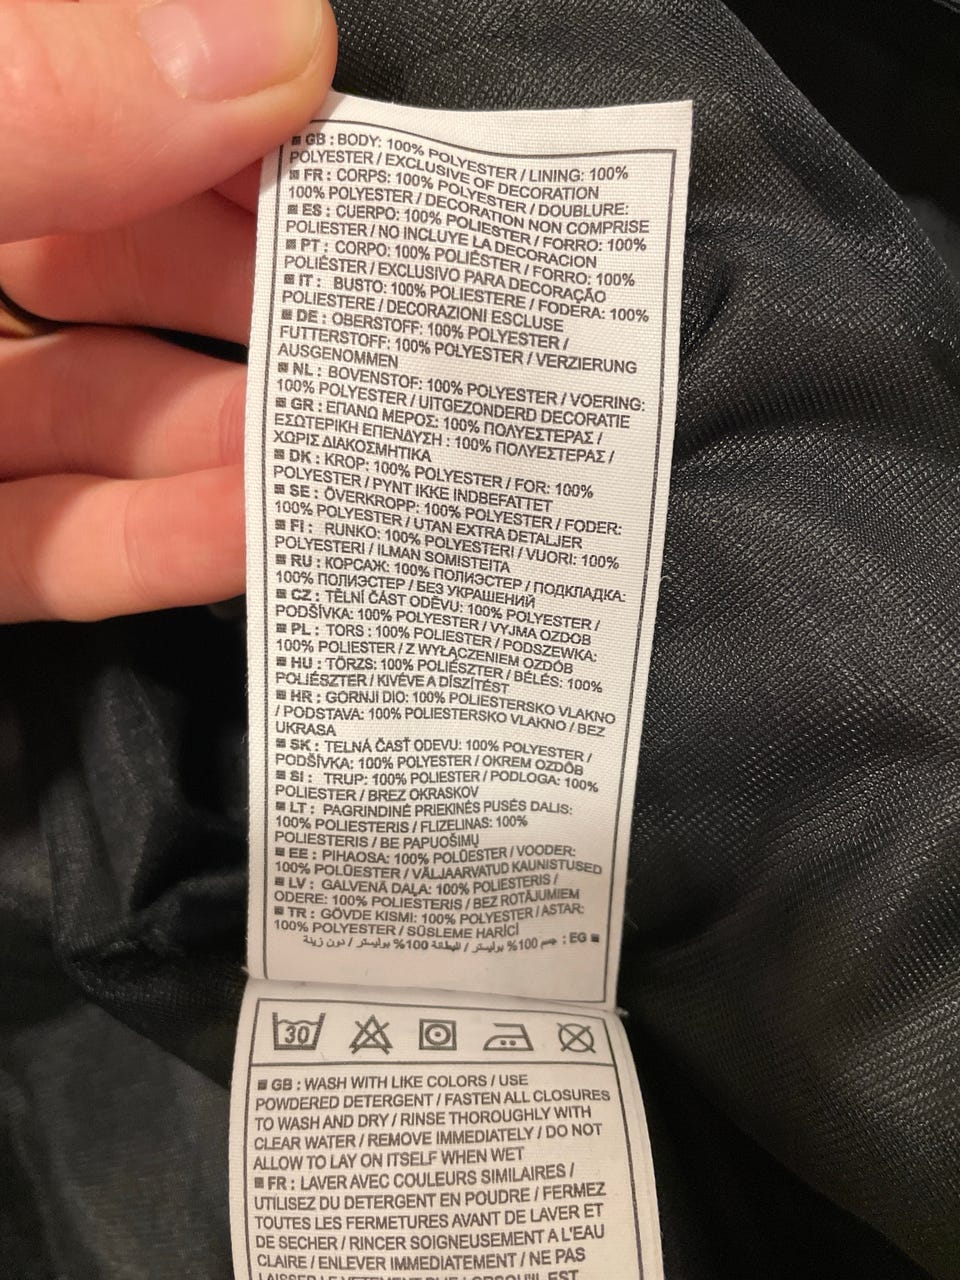 GB : BODY: 100% POLYESTER / LINING: 100%
POLYESTER / EXCLUSIVE OF DECORATION
FR : CORPS: 100% POLYESTER / DOUBLURE:
100% POLYESTER / DECORATION NON COMPRISE
ES : CUERPO: 100% POLIESTER / FORRO: 100%
POLIESTER / NO INCLUYE LA DECORACION
PT : CORPO: 100% POLIÉSTER / FORRO: 100%
POLIÉSTER / EXCLUSIVO PARA DECORAÇÃO
IT : BUSTO: 100% POLIESTERE / FODERA: 100%
POLIESTERE / DECORAZIONI ESCLUSE
DE : OBERSTOFF: 100% POLYESTER /
FUTTERSTOFF: 100% POLYESTER / VERZIERUNG
AUSGENOMMEN
NL : BOVENSTOF: 100% POLYESTER / VOERING:
100% POLYESTER / UITGEZONDERD DECORATIE
GR : ΕΠΑΝΩ ΜΕΡΟΣ: 100% ΠΟΛΥΕΣΤΕΡΑΣ /
ΕΣΩΤΕΡΙΚΗ ΕΠΕΝΔΥΣΗ : 100% ΠΟΛΥΕΣΤΕΡΑΣ /
ΧΩΡΙΣ ΔΙΑΚΟΣΜΗΤΙΚΑ
DK : KROP: 100% POLYESTER / FOR: 100%
POLYESTER / PYNT IKKE INDBEFATTET
SE : ÖVERKROPP: 100% POLYESTER / FODER:
100% POLYESTER / UTAN EXTRA DETALJER
FI : RUNKO: 100% POLYESTERI / VUORI: 100%
POLYESTERI / ILMAN SOMISTEITA
RU : КОРСАЖ: 100% ПОЛИЭСТЕР / ПОДКЛАДКА:
100% ПОЛИЭСТЕР / БЕЗ УКРАШЕНИЙ
CZ : TĚLNÍ ČÁST ODĚVU: 100% POLYESTER /
PODŠÍVKA: 100% POLYESTER / VYJMA OZDOB
PL : TORS : 100% POLIESTER / PODSZEWKA:
100% POLIESTER / Z WYŁĄCZENIEM OZDÓB
HU : TÖRZS: 100% POLIÉSZTER / BÉLÉS: 100%
POLIÉSZTER / KIVÉVE A DÍSZÍTÉST
HR : GORNJI DIO: 100% POLIESTERSKO VLAKNO
/ PODSTAVA: 100% POLIESTERSKO VLAKNO / BEZ
UKRASA
SK : TELNÁ ČASŤ ODEVU: 100% POLYESTER /
PODŠÍVKA: 100% POLYESTER / OKREM OZDÔB
SI : TRUP: 100% POLIESTER / PODLOGA: 100%
POLIESTER / BREZ OKRASKOV
LT : PAGRINDINĖ PRIEKINĖS PUSĖS DALIS:
100% POLIESTERIS / FLIZELINAS: 100%
POLIESTERIS / BE PAPUOŠIMŲ
EE : PIHAOSA: 100% POLÜESTER / VOODER:
100% POLÜESTER / VÄLJAARVATUD KAUNISTUSED
LV : GALVENĀ DAĻA: 100% POLIESTERIS /
ODERE: 100% POLIESTERIS / BEZ ROTĀJUMIEM
TR : GÖVDE KISMI: 100% POLYESTER / ASTAR:
100% POLYESTER / SÜSLEME HARİCİ
EG : جسم 100% بوليستر / البطانة 100% بوليستر / دون زينة
30
GB : WASH WITH LIKE COLORS / USE
POWDERED DETERGENT / FASTEN ALL CLOSURES
TO WASH AND DRY / RINSE THOROUGHLY WITH
CLEAR WATER / REMOVE IMMEDIATELY / DO NOT
ALLOW TO LAY ON ITSELF WHEN WET
FR : LAVER AVEC COULEURS SIMILAIRES /
UTILISEZ DU DETERGENT EN POUDRE / FERMEZ
TOUTES LES FERMETURES AVANT DE LAVER ET
DE SECHER / RINCER SOIGNEUSEMENT A L'EAU
CLAIRE / ENLEVER IMMEDIATEMENT / NE PAS